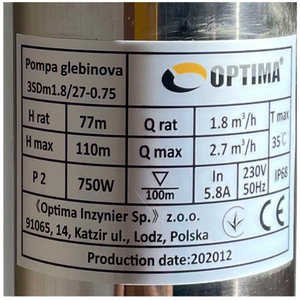 Pompa glebinova
3SDm1.8/27-0.75
OPTIMA®
H rat 77m Q rat 1.8 m³/h T max
H max 110m Q max 2.7 m³/h 35℃
P 2 750W 100m In 5.8A 230V 50Hz IP68
《Optima Inzynier Sp.》z.o.o.
91065, 14, Katzir ul., Lodz, Polska
Production date:202012